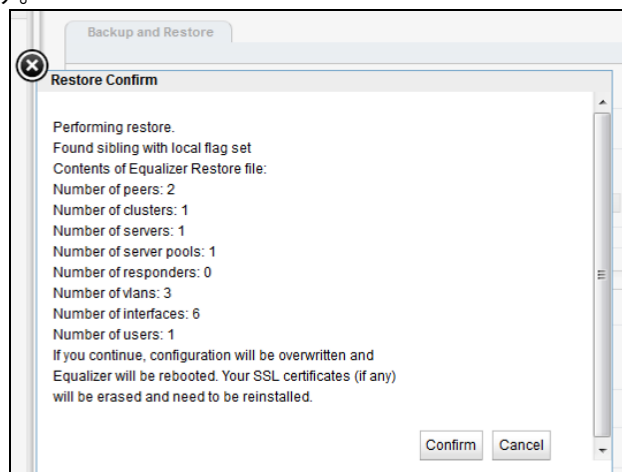 す。
Backup and Restore
Restore Confirm
Performing restore.
Found sibling with local flag set
Contents of Equalizer Restore file:
Number of peers: 2
Number of clusters: 1
Number of servers: 1
Number of server pools: 1
Number of responders: 0
Number of vlans: 3
Number of interfaces: 6
Number of users: 1
If you continue, configuration will be overwritten and
Equalizer will be rebooted. Your SSL certificates (if any)
will be erased and need to be reinstalled.
Confirm Cancel